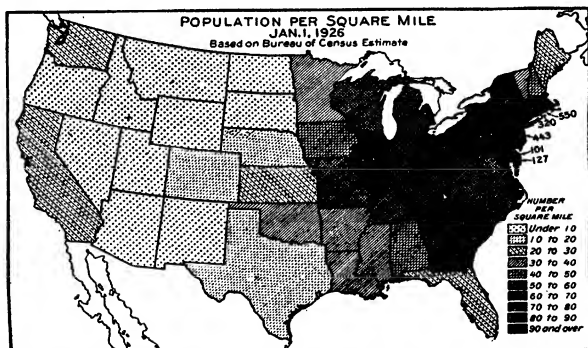 POPULATION PER SQUARE MILE
JAN. 1, 1926
Based on Bureau of Census Estimate
550
320
443
101
127
NUMBER
PER
SQUARE MILE
Under 10
10 to 20
20 to 30
30 to 40
40 to 50
50 to 60
60 to 70
70 to 80
80 to 90
90 and over